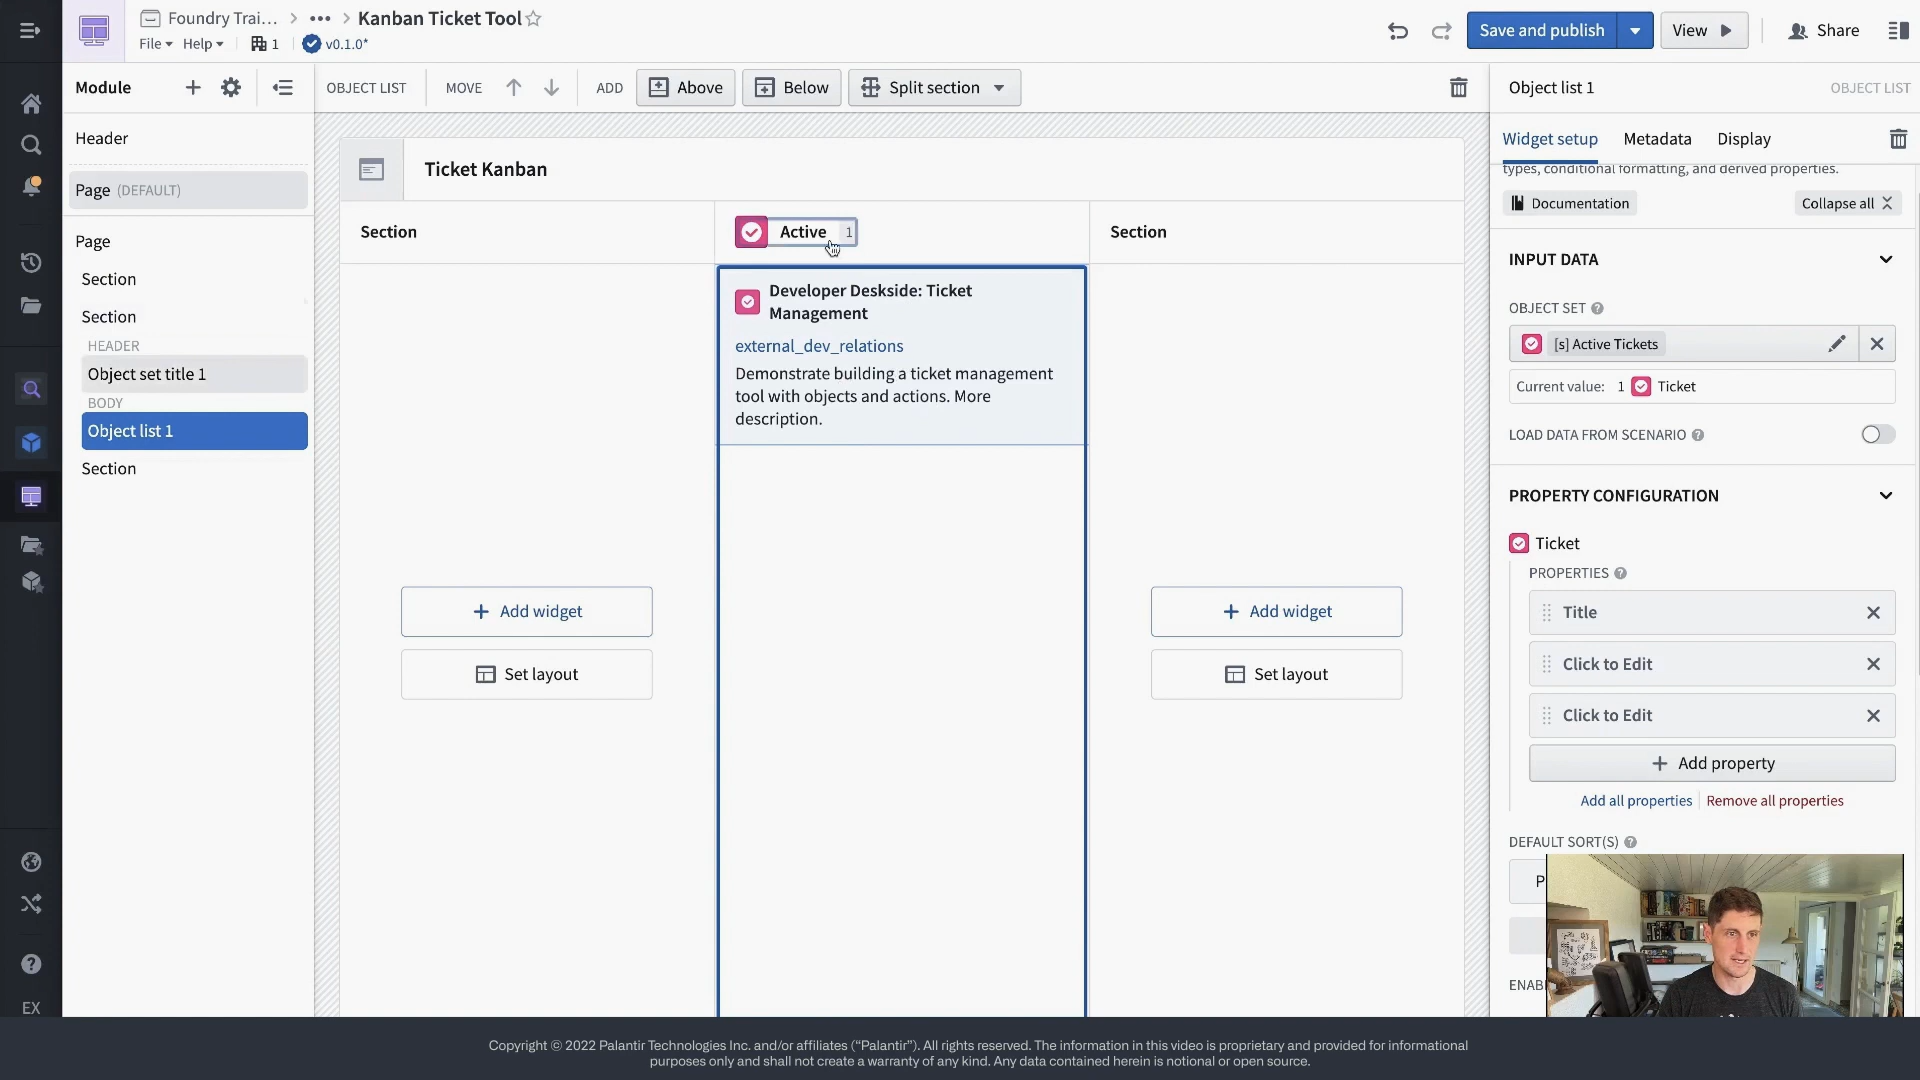 Foundry Trai... > ••• > Kanban Ticket Tool
File Help 1 v0.1.0*
Save and publish
View
Share
Module
OBJECT LIST
MOVE
ADD
Above
Below
Split section
Object list 1
OBJECT LIST
Header
Page (DEFAULT)
Page
Section
Section
HEADER
Object set title 1
BODY
Object list 1
Section
EX
Ticket Kanban
Section
Active 1
Section
Developer Deskside: Ticket
Management
external_dev_relations
Demonstrate building a ticket management
tool with objects and actions. More
description.
Add widget
Set layout
Add widget
Set layout
Widget setup
Metadata
Display
types, conditional formatting, and derived properties.
Documentation
Collapse all
INPUT DATA
OBJECT SET
[s] Active Tickets
Current value: 1 Ticket
LOAD DATA FROM SCENARIO
PROPERTY CONFIGURATION
Ticket
PROPERTIES
Title
Click to Edit
Click to Edit
Add property
Add all properties
Remove all properties
DEFAULT SORT(S)
P
ENAB
Copyright © 2022 Palantir Technologies Inc. and/or affiliates (“Palantir”). All rights reserved. The information in this video is proprietary and provided for informational
purposes only and shall not create a warranty of any kind. Any data contained herein is notional or open source.